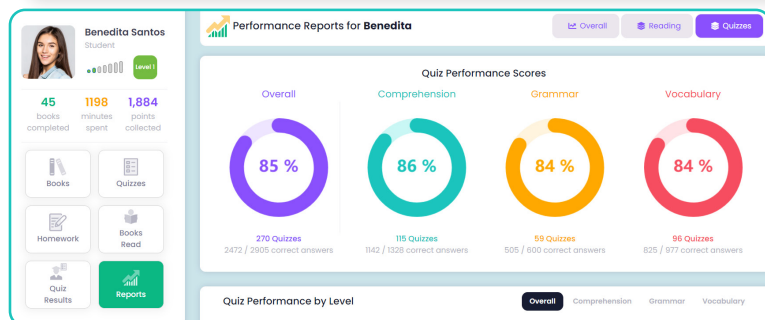 Benedita Santos
Student
Level 1
45
books
completed
1198
minutes
spent
1,884
points
collected
Books
Quizzes
Homework
Books
Read
Quiz
Results
Reports
Performance Reports for Benedita
Overall
Reading
Quizzes
Quiz Performance Scores
Overall
85 %
270 Quizzes
2472 / 2905 correct answers
Comprehension
86 %
115 Quizzes
1142 / 1328 correct answers
Grammar
84 %
59 Quizzes
505 / 600 correct answers
Vocabulary
84 %
96 Quizzes
825 / 977 correct answers
Quiz Performance by Level
Overall
Comprehension
Grammar
Vocabulary